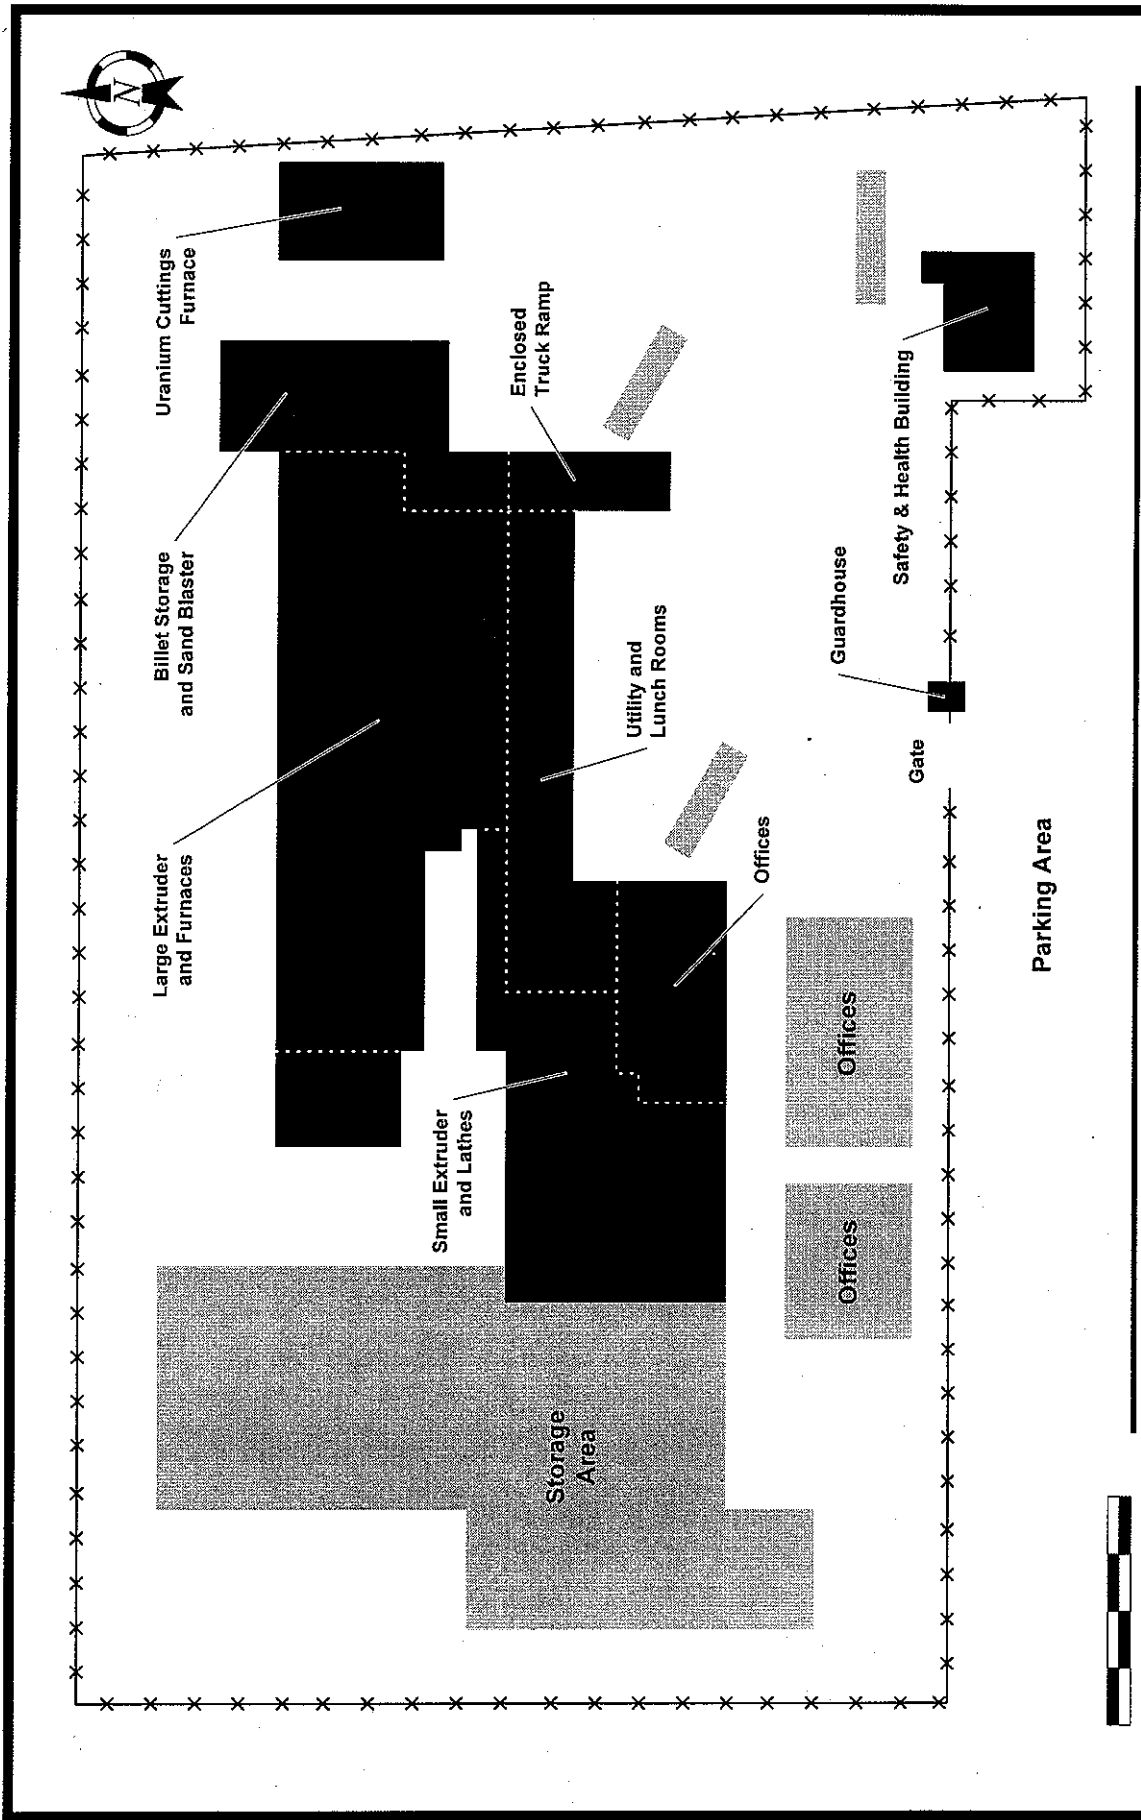 N
Uranium Cuttings
Furnace
Billet Storage
and Sand Blaster
Large Extruder
and Furnaces
Enclosed
Truck Ramp
Utility and
Lunch Rooms
Small Extruder
and Lathes
Offices
Safety & Health Building
Guardhouse
Gate
Offices
Offices
Storage
Area
Parking Area